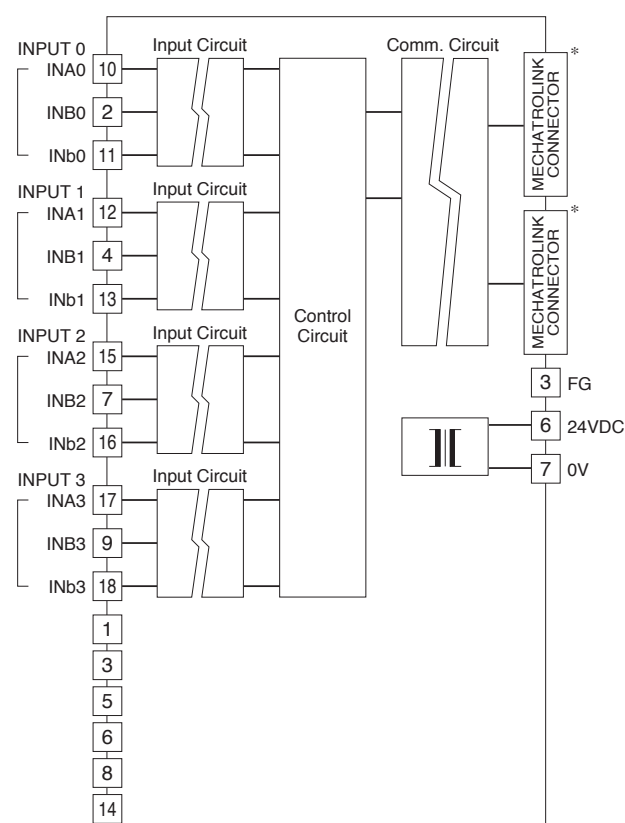 INPUT 0
INA0 10
INB0 2
INb0 11
Input Circuit
INPUT 1
INA1 12
INB1 4
INb1 13
Input Circuit
INPUT 2
INA2 15
INB2 7
INb2 16
Input Circuit
INPUT 3
INA3 17
INB3 9
INb3 18
Input Circuit
1
3
5
6
8
14
Control
Circuit
Comm. Circuit
MECHATROLINK
CONNECTOR
*
MECHATROLINK
CONNECTOR
*
3 FG
6 24VDC
7 0V